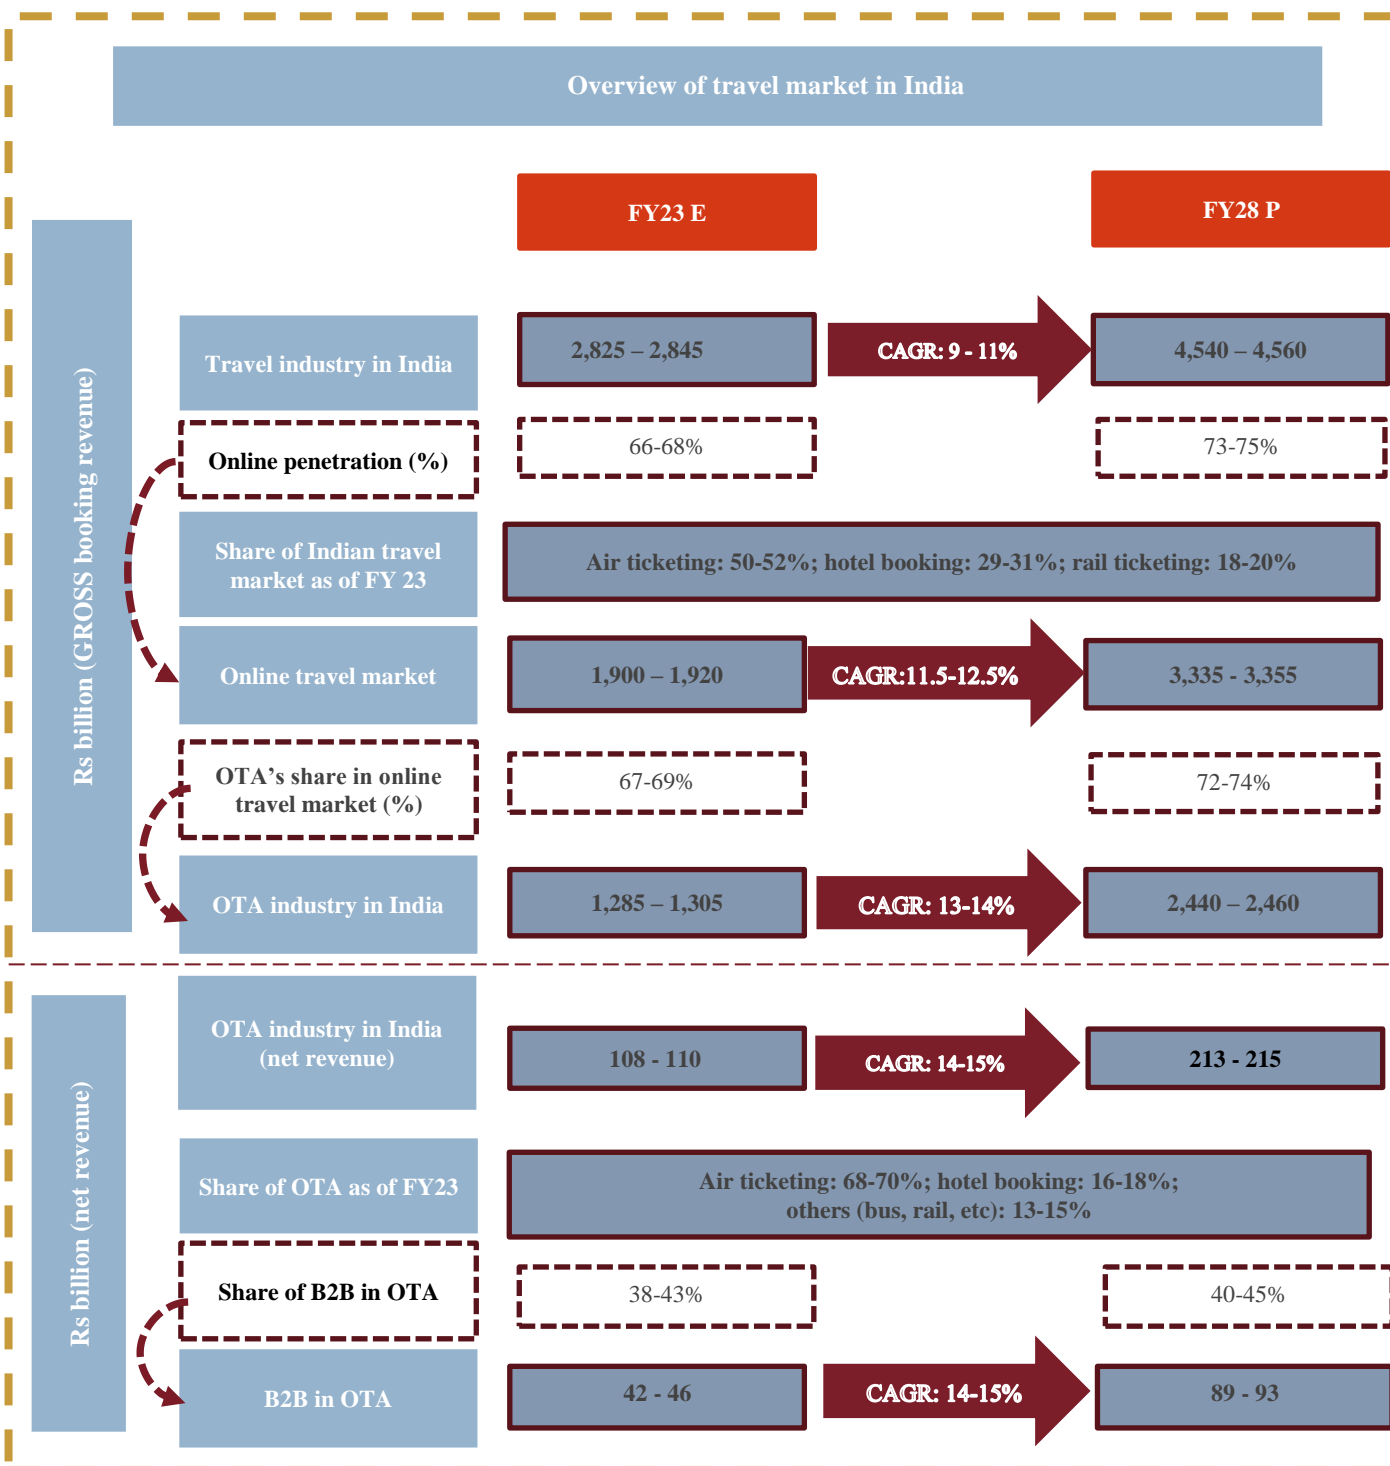 Overview of travel market in India
FY23 E
FY28 P
Rs billion (GROSS booking revenue)
Travel industry in India
2,825 – 2,845
CAGR: 9 - 11%
4,540 – 4,560
Online penetration (%)
66-68%
73-75%
Share of Indian travel
market as of FY 23
Air ticketing: 50-52%; hotel booking: 29-31%; rail ticketing: 18-20%
Online travel market
1,900 – 1,920
CAGR:11.5-12.5%
3,335 - 3,355
OTA’s share in online
travel market (%)
67-69%
72-74%
OTA industry in India
1,285 – 1,305
CAGR: 13-14%
2,440 – 2,460
Rs billion (net revenue)
OTA industry in India
(net revenue)
108 - 110
CAGR: 14-15%
213 - 215
Share of OTA as of FY23
Air ticketing: 68-70%; hotel booking: 16-18%;
others (bus, rail, etc): 13-15%
Share of B2B in OTA
38-43%
40-45%
B2B in OTA
42 - 46
CAGR: 14-15%
89 - 93